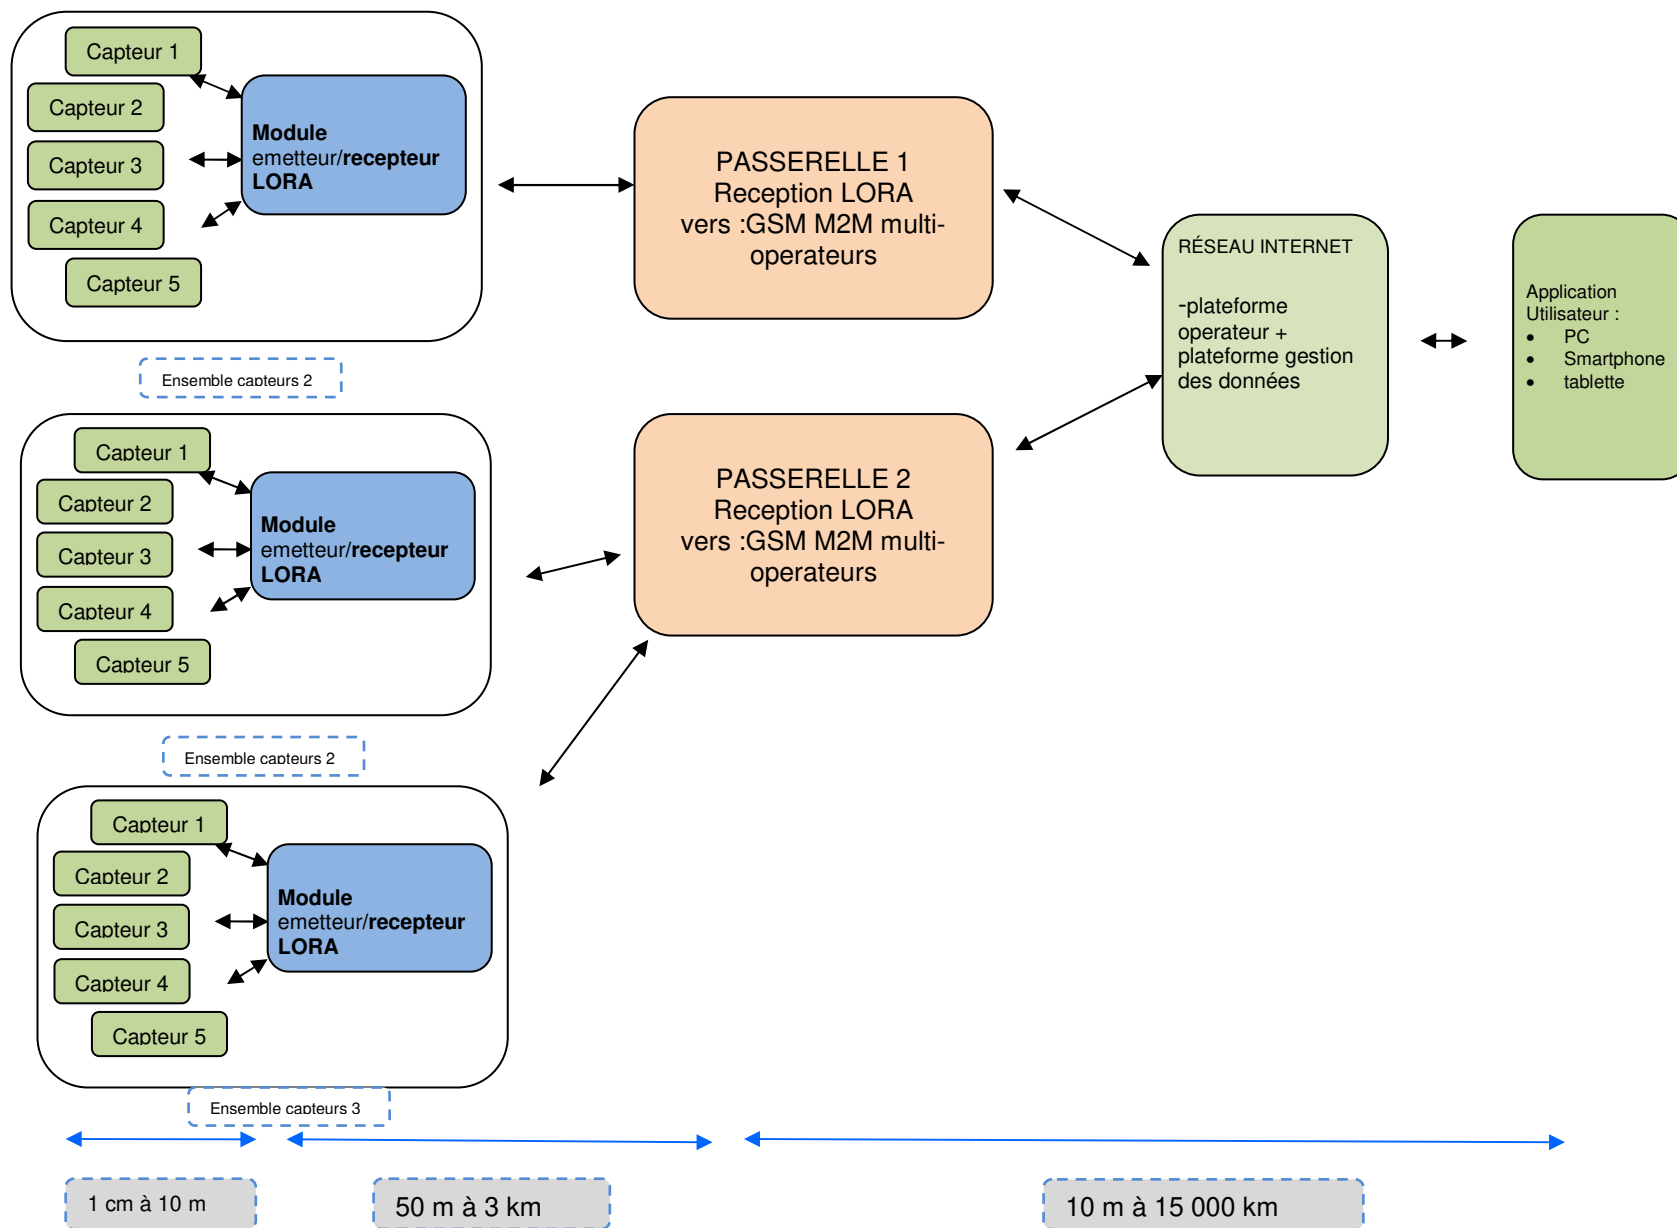 Capteur 1
Capteur 2
Capteur 3
Capteur 4
Capteur 5
Module
emetteur/recepteur
LORA
Ensemble capteurs 2
Capteur 1
Capteur 2
Capteur 3
Capteur 4
Capteur 5
Module
emetteur/recepteur
LORA
Ensemble capteurs 2
Capteur 1
Capteur 2
Capteur 3
Capteur 4
Capteur 5
Module
emetteur/recepteur
LORA
Ensemble capteurs 3
PASSERELLE 1
Reception LORA
vers :GSM M2M multi-
operateurs
PASSERELLE 2
Reception LORA
vers :GSM M2M multi-
operateurs
RÉSEAU INTERNET
-plateforme
operateur +
plateforme gestion
des données
Application
Utilisateur :
• PC
• Smartphone
• tablette
1 cm à 10 m
50 m à 3 km
10 m à 15 000 km